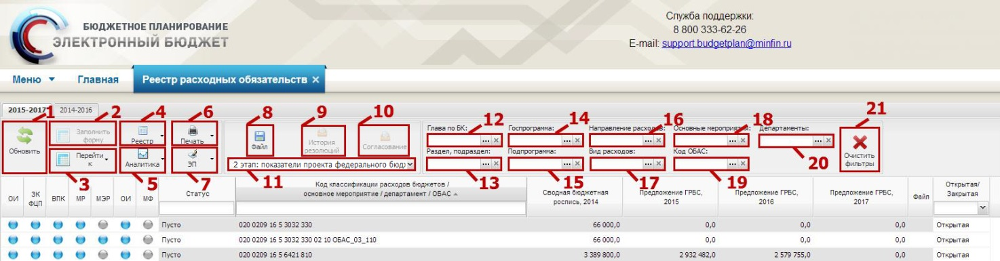 БЮДЖЕТНОЕ ПЛАНИРОВАНИЕ
ЭЛЕКТРОННЫЙ БЮДЖЕТ
Служба поддержки:
8 800 333-62-26
E-mail: support.budgetplan@minfin.ru
Меню Главная Реестр расходных обязательств ×
2015-2017 2014-2016
1 2 4 6 8 9 10 12 14 16 18 21
Обновить Заполнить форму Реестр Печать Файл История резолюций Согласование
Глава по БК: Госпрограмма: Направление расходов: Основные мероприятия: Департаменты:
Перейти к Аналитика ЭП
2 этап: показатели проекта федерального бюд
Раздел, подраздел: Подпрограмма: Вид расходов: Код ОБАС: Очистить фильтры
3 5 7 11 13 15 17 19 20
ОИ ЗК ФЦП ВПК МР МЭР ОИ МФ Статус Код классификации расходов бюджетов / основное мероприятие / департамент / ОБАС Сводная бюджетная роспись, 2014 Предложение ГРБС, 2015 Предложение ГРБС, 2016 Предложение ГРБС, 2017 Файл Открытая/ Закрытая
Пусто 020 0209 16 5 3032 330 66 000,0 0,0 0,0 0,0 Открытая
Пусто 020 0209 16 5 3032 330 02 10 ОБАС_03_110 66 000,0 0,0 0,0 0,0 Открытая
Пусто 020 0209 16 5 6421 810 3 389 800,0 2 932 482,0 2 579 755,0 0,0 Открытая